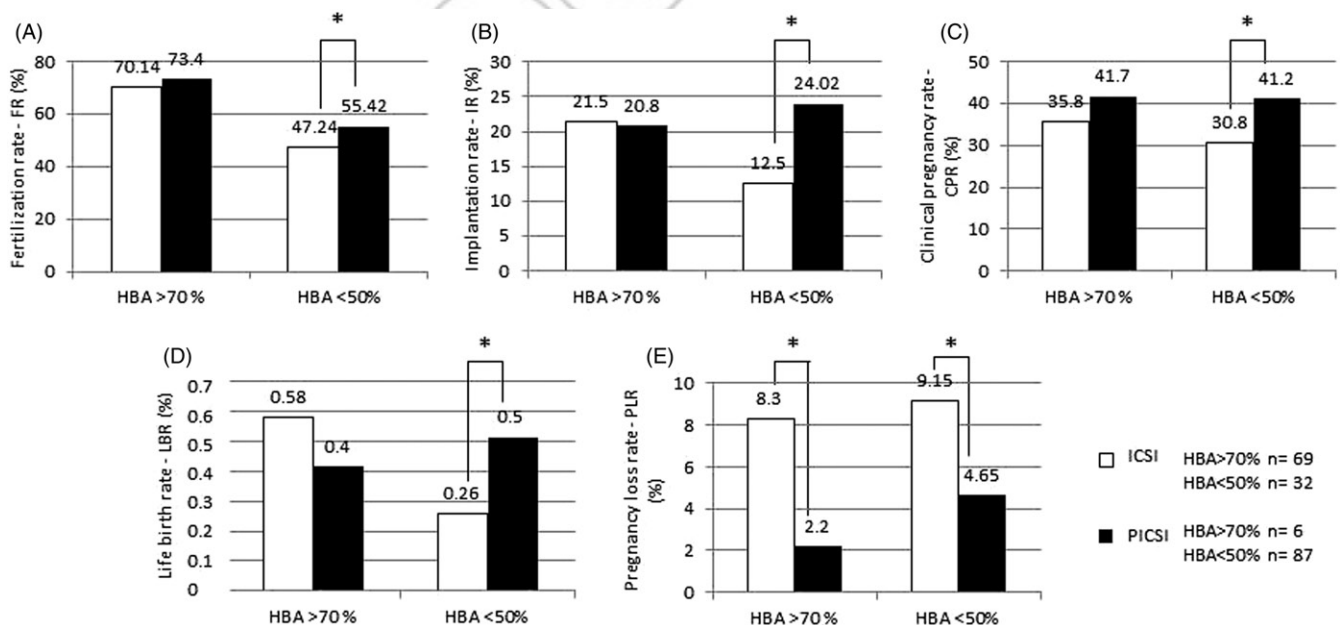 (A)
Fertilization rate - FR (%)
80
60
40
20
0
70.14
73.4
47.24
55.42
*
HBA >70 %
HBA <50%
(B)
Implantation rate - IR (%)
30
25
20
15
10
5
0
21.5
20.8
12.5
24.02
*
HBA >70 %
HBA <50%
(C)
Clinical pregnancy rate -
CPR (%)
50
40
30
20
10
0
35.8
41.7
30.8
41.2
*
HBA >70 %
HBA <50%
(D)
Life birth rate - LBR (%)
0.7
0.6
0.5
0.4
0.3
0.2
0.1
0
0.58
0.4
0.26
0.5
*
HBA >70 %
HBA <50%
(E)
Pregnancy loss rate - PLR
(%)
10
8
6
4
2
0
8.3
2.2
9.15
4.65
*
*
HBA >70 %
HBA <50%
ICSI HBA>70% n= 69
HBA<50% n= 32
PICSI HBA>70% n= 6
HBA<50% n= 87